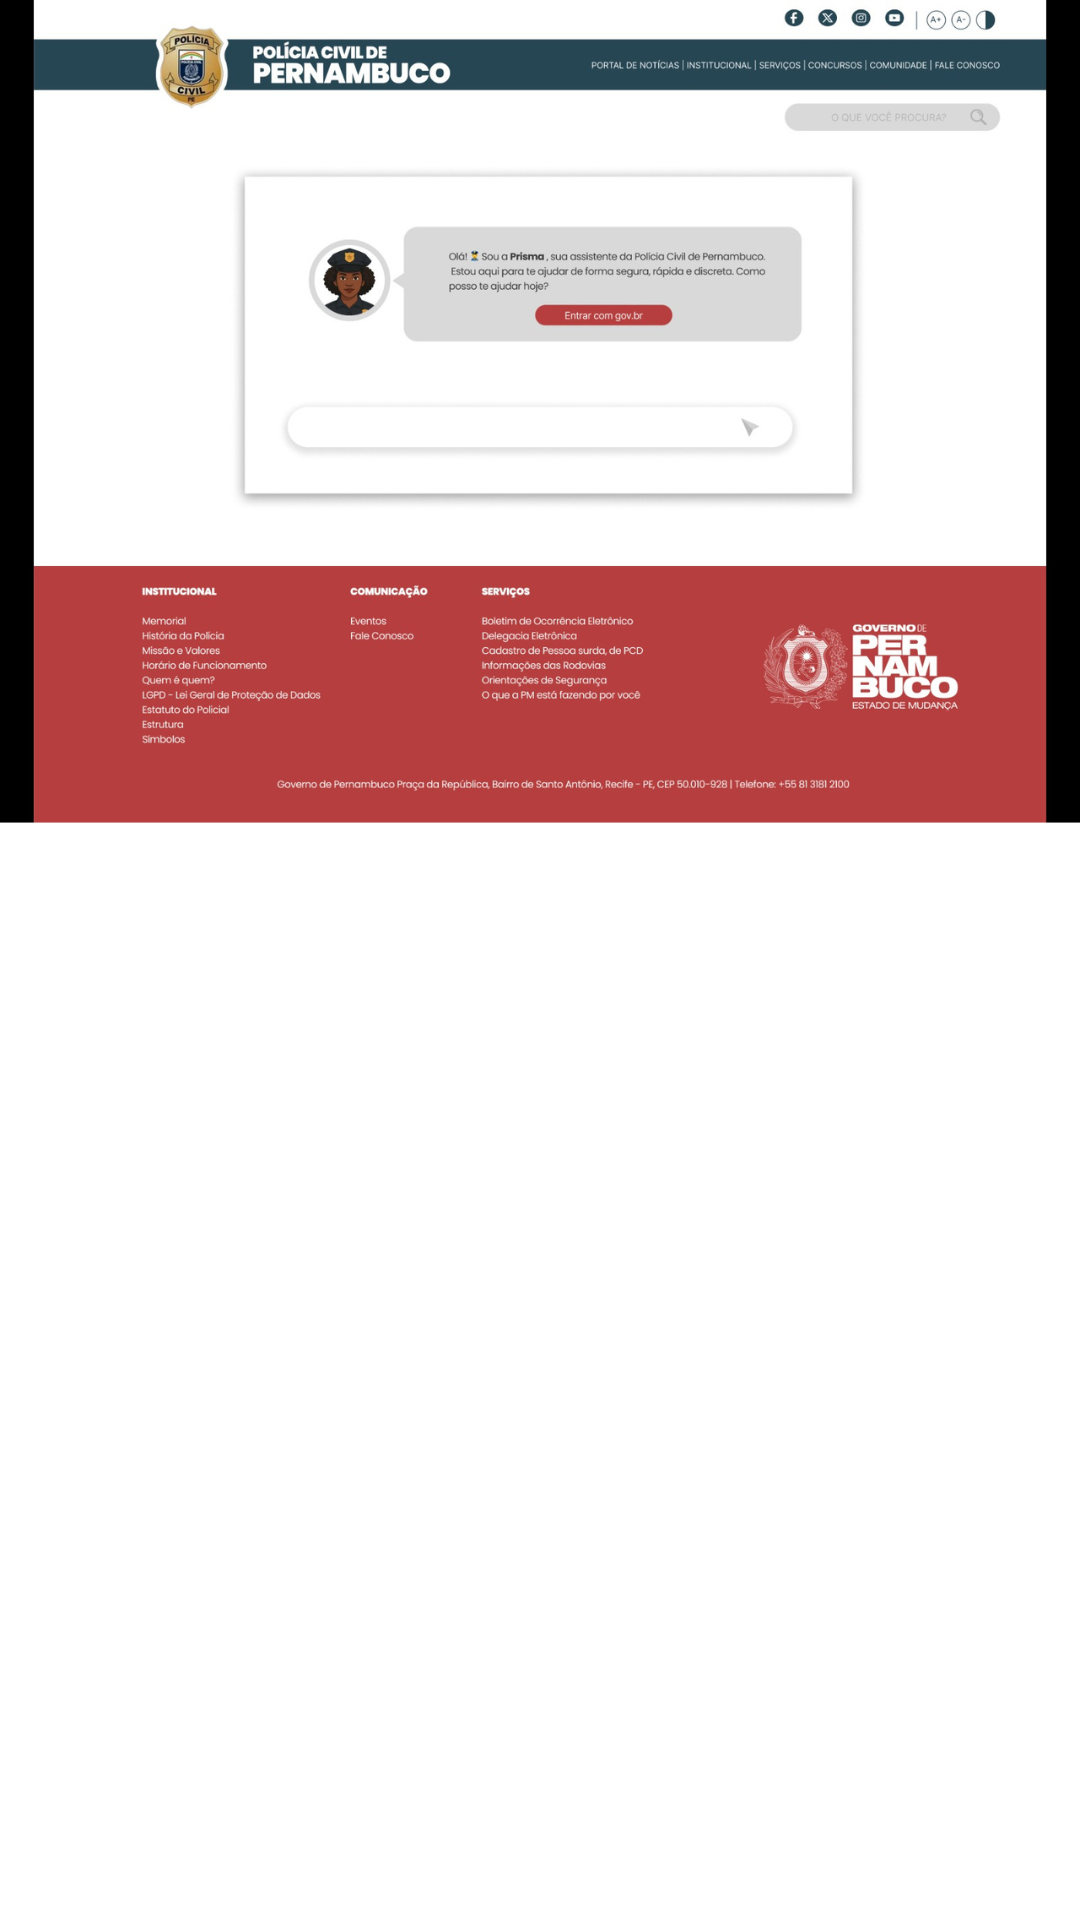 A+ A-
POLÍCIA
CIVIL
PE
POLÍCIA CIVIL DE
PERNAMBUCO
PORTAL DE NOTÍCIAS | INSTITUCIONAL | SERVIÇOS | CONCURSOS | COMUNIDADE | FALE CONOSCO
O QUE VOCÊ PROCURA?
Olá! Sou a Prisma , sua assistente da Polícia Civil de Pernambuco.
Estou aqui para te ajudar de forma segura, rápida e discreta. Como
posso te ajudar hoje?
Entrar com gov.br
INSTITUCIONAL
Memorial
História da Polícia
Missão e Valores
Horário de Funcionamento
Quem é quem?
LGPD - Lei Geral de Proteção de Dados
Estatuto do Policial
Estrutura
Símbolos
COMUNICAÇÃO
Eventos
Fale Conosco
SERVIÇOS
Boletim de Ocorrência Eletrônico
Delegacia Eletrônica
Cadastro de Pessoa surda, de PCD
Informações das Rodovias
Orientações de Segurança
O que a PM está fazendo por você
GOVERNO DE
PER
NAM
BUCO
ESTADO DE MUDANÇA
Governo de Pernambuco Praça da República, Bairro de Santo Antônio, Recife - PE, CEP 50.010-928 | Telefone: +55 81 3181 2100